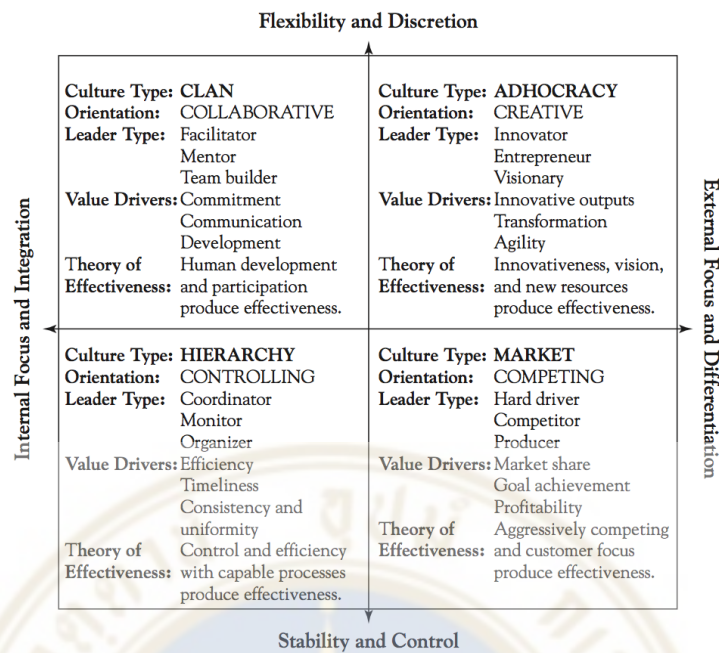 Flexibility and Discretion
Internal Focus and Integration
Culture Type: CLAN
Orientation: COLLABORATIVE
Leader Type: Facilitator
Mentor
Team builder
Value Drivers: Commitment
Communication
Development
Theory of Human development
Effectiveness: and participation
produce effectiveness.
Culture Type: ADHOCRACY
Orientation: CREATIVE
Leader Type: Innovator
Entrepreneur
Visionary
Value Drivers: Innovative outputs
Transformation
Agility
Theory of Innovativeness, vision,
Effectiveness: and new resources
produce effectiveness.
Culture Type: HIERARCHY
Orientation: CONTROLLING
Leader Type: Coordinator
Monitor
Organizer
Value Drivers: Efficiency
Timeliness
Consistency and
uniformity
Theory of Control and efficiency
Effectiveness: with capable processes
produce effectiveness.
Culture Type: MARKET
Orientation: COMPETING
Leader Type: Hard driver
Competitor
Producer
Value Drivers: Market share
Goal achievement
Profitability
Theory of Aggressively competing
Effectiveness: and customer focus
produce effectiveness.
External Focus and Differentiation
Stability and Control